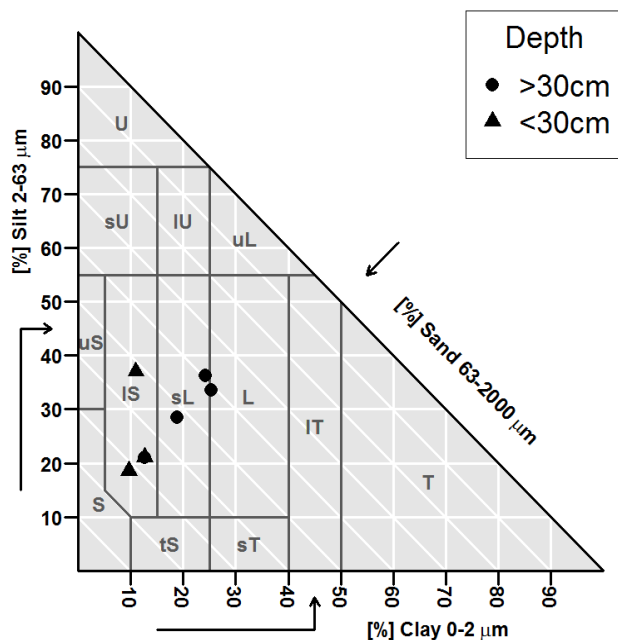 Depth
>30cm
<30cm
90
80
70
60
50
40
30
20
10
[%] Silt 2-63 μm
U
sU
lU
uL
uS
lS
sL
L
lT
T
S
tS
sT
[%] Sand 63-2000 μm
10
20
30
40
50
60
70
80
90
[%] Clay 0-2 μm